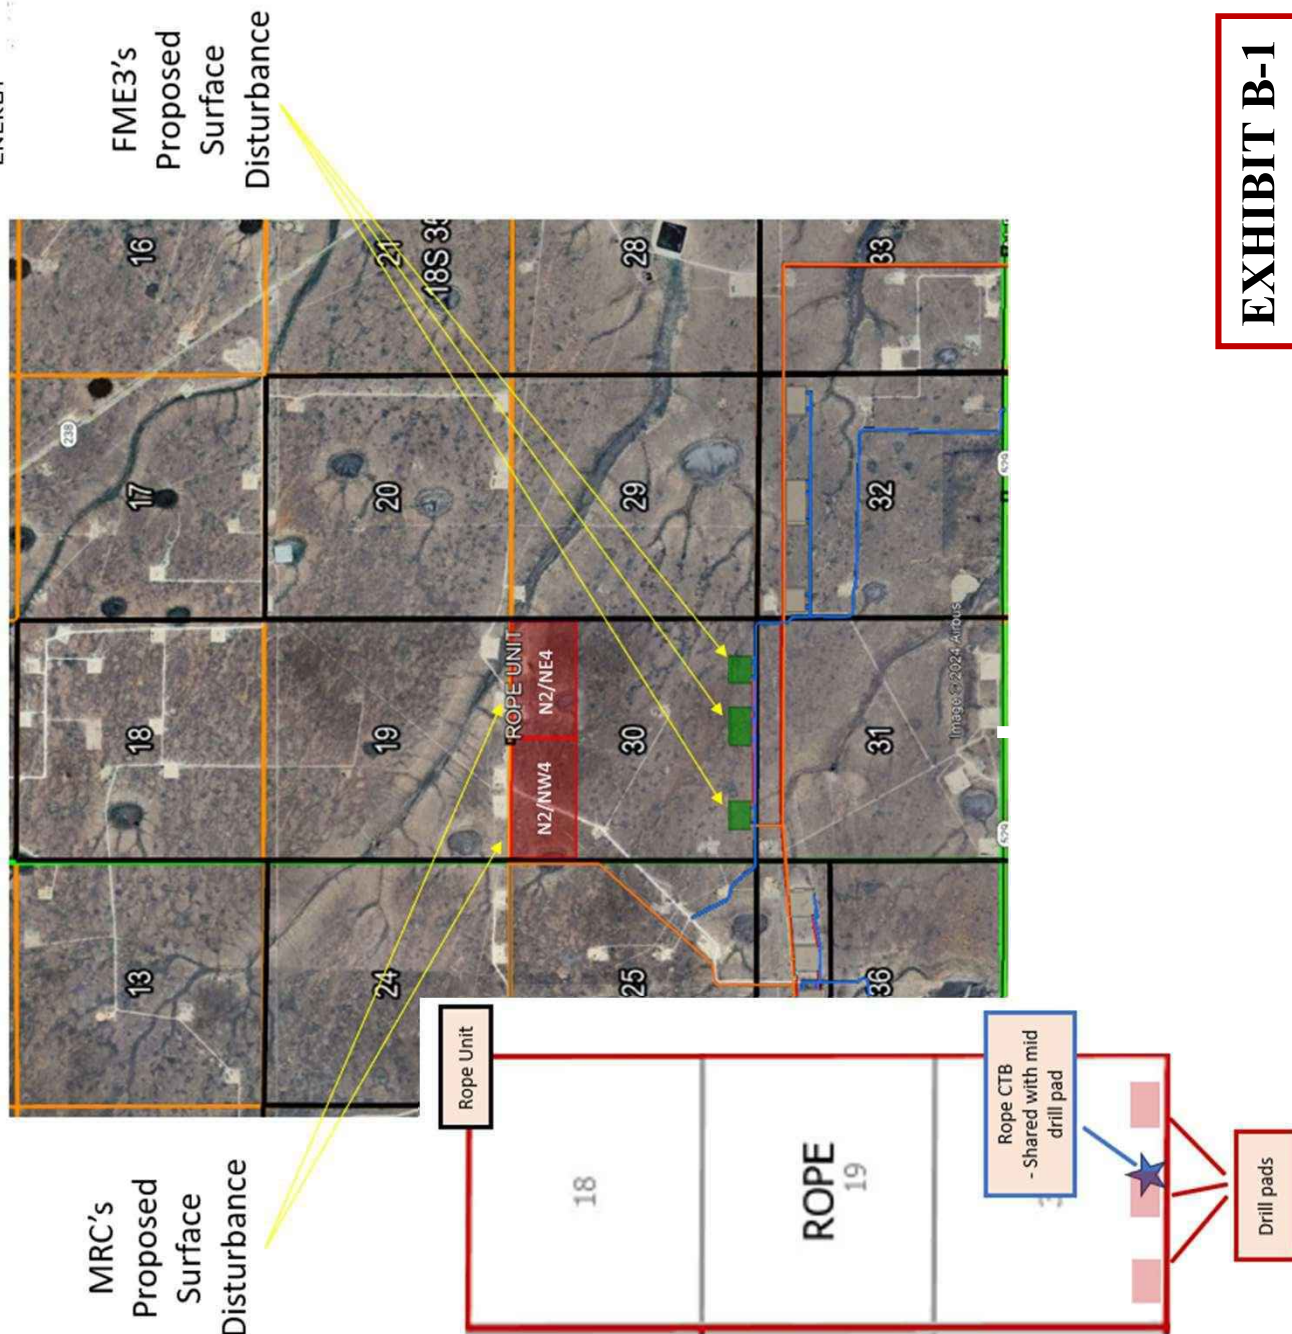 ENERGY
FME3's
Proposed
Surface
Disturbance
MRC's
Proposed
Surface
Disturbance
16
17
18
13
21
18S 35
20
19
24
28
29
ROPE UNIT
N2/NE4
N2/NW4
30
25
33
32
31
36
238
529
529
Image © 2024 Airbus
Rope Unit
18
ROPE
19
Rope CTB
- Shared with mid
drill pad
Drill pads
EXHIBIT B-1